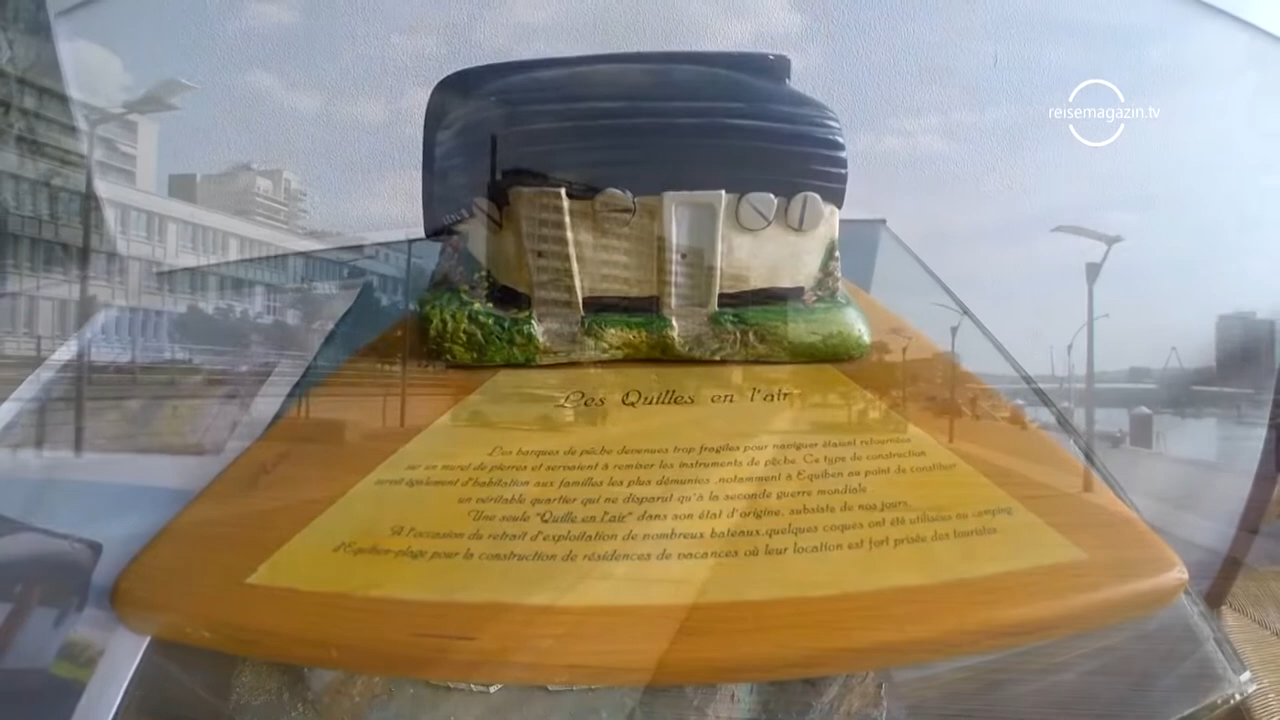 reisemagazin.tv
Les Quilles en l'air
Les barques de pêche devenues trop fragiles pour naviguer étaient retournées
sur un muret de pierres et servaient à remiser les instruments de pêche. Ce type de construction
servait également d'habitation aux familles les plus démunies ,notamment à Equihen au point de constituer
un véritable quartier qui ne disparut qu'à la seconde guerre mondiale .
Une seule "Quille en l'air" dans son état d'origine, subsiste de nos jours.
A l'occasion du retrait d'exploitation de nombreux bateaux,quelques coques ont été utilisées au camping
d'Equihen-plage pour la construction de résidences de vacances où leur location est fort prisée des touristes.